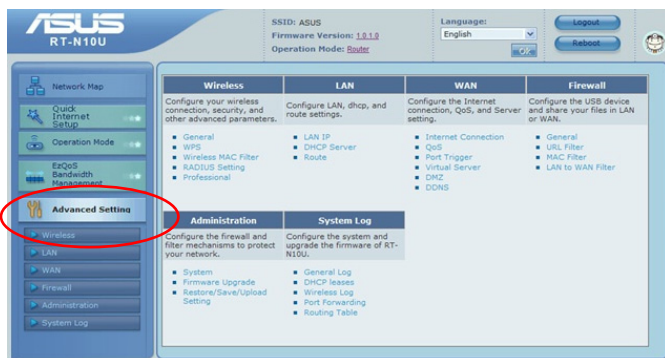 ASUS
RT-N10U
SSID: ASUS
Firmware Version: 1.0.1.0
Operation Mode: Router
Language:
English
OK
Logout
Reboot
Network Map
Quick
Internet
Setup
Operation Mode
EzQoS
Bandwidth
Management
Advanced Setting
Wireless
LAN
WAN
Firewall
Administration
System Log
Wireless
Configure your wireless
connection, security, and
other advanced parameters.
General
WPS
Wireless MAC Filter
RADIUS Setting
Professional
LAN
Configure LAN, dhcp, and
route settings.
LAN IP
DHCP Server
Route
WAN
Configure the Internet
connection, QoS, and Server
setting.
Internet Connection
QoS
Port Trigger
Virtual Server
DMZ
DDNS
Firewall
Configure the USB device
and share your files in LAN
or WAN.
General
URL Filter
MAC Filter
LAN to WAN Filter
Administration
Configure the firewall and
filter mechanisms to protect
your network.
System
Firmware Upgrade
Restore/Save/Upload
Setting
System Log
Configure the system and
upgrade the firmware of RT-
N10U.
General Log
DHCP leases
Wireless Log
Port Forwarding
Routing Table